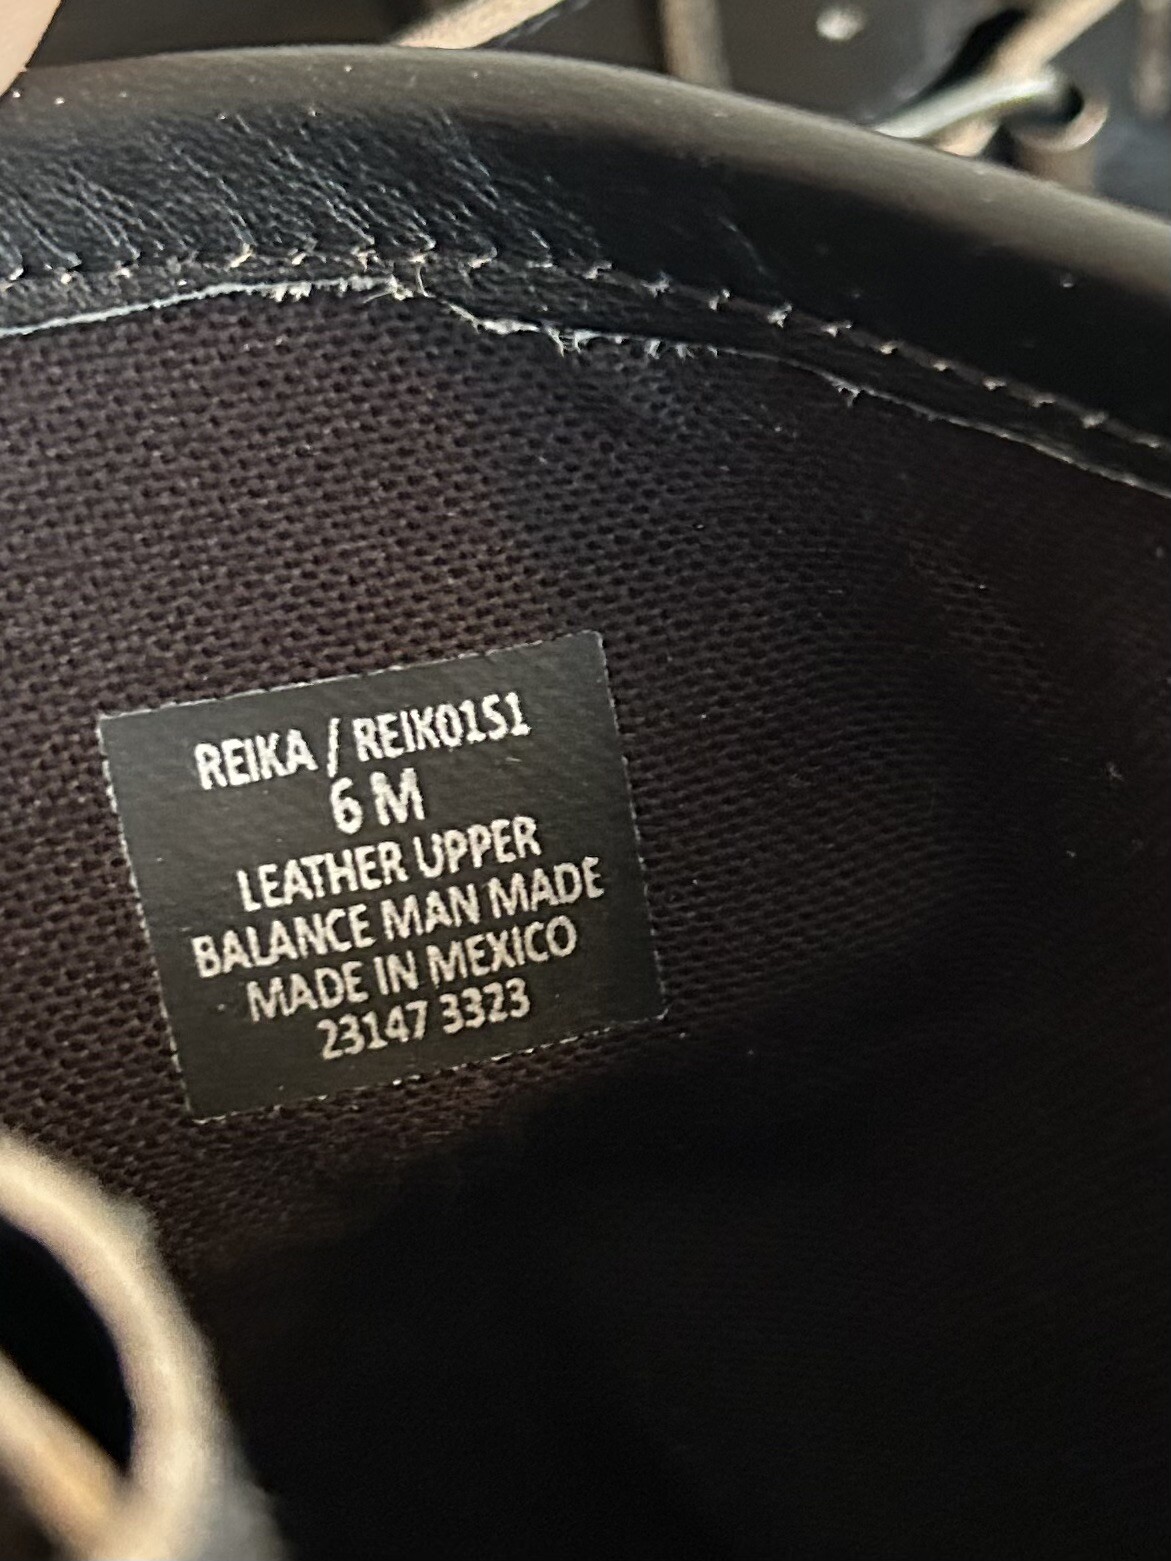 REIKA / REIK01S1
6 M
LEATHER UPPER
BALANCE MAN MADE
MADE IN MEXICO
23147 3323